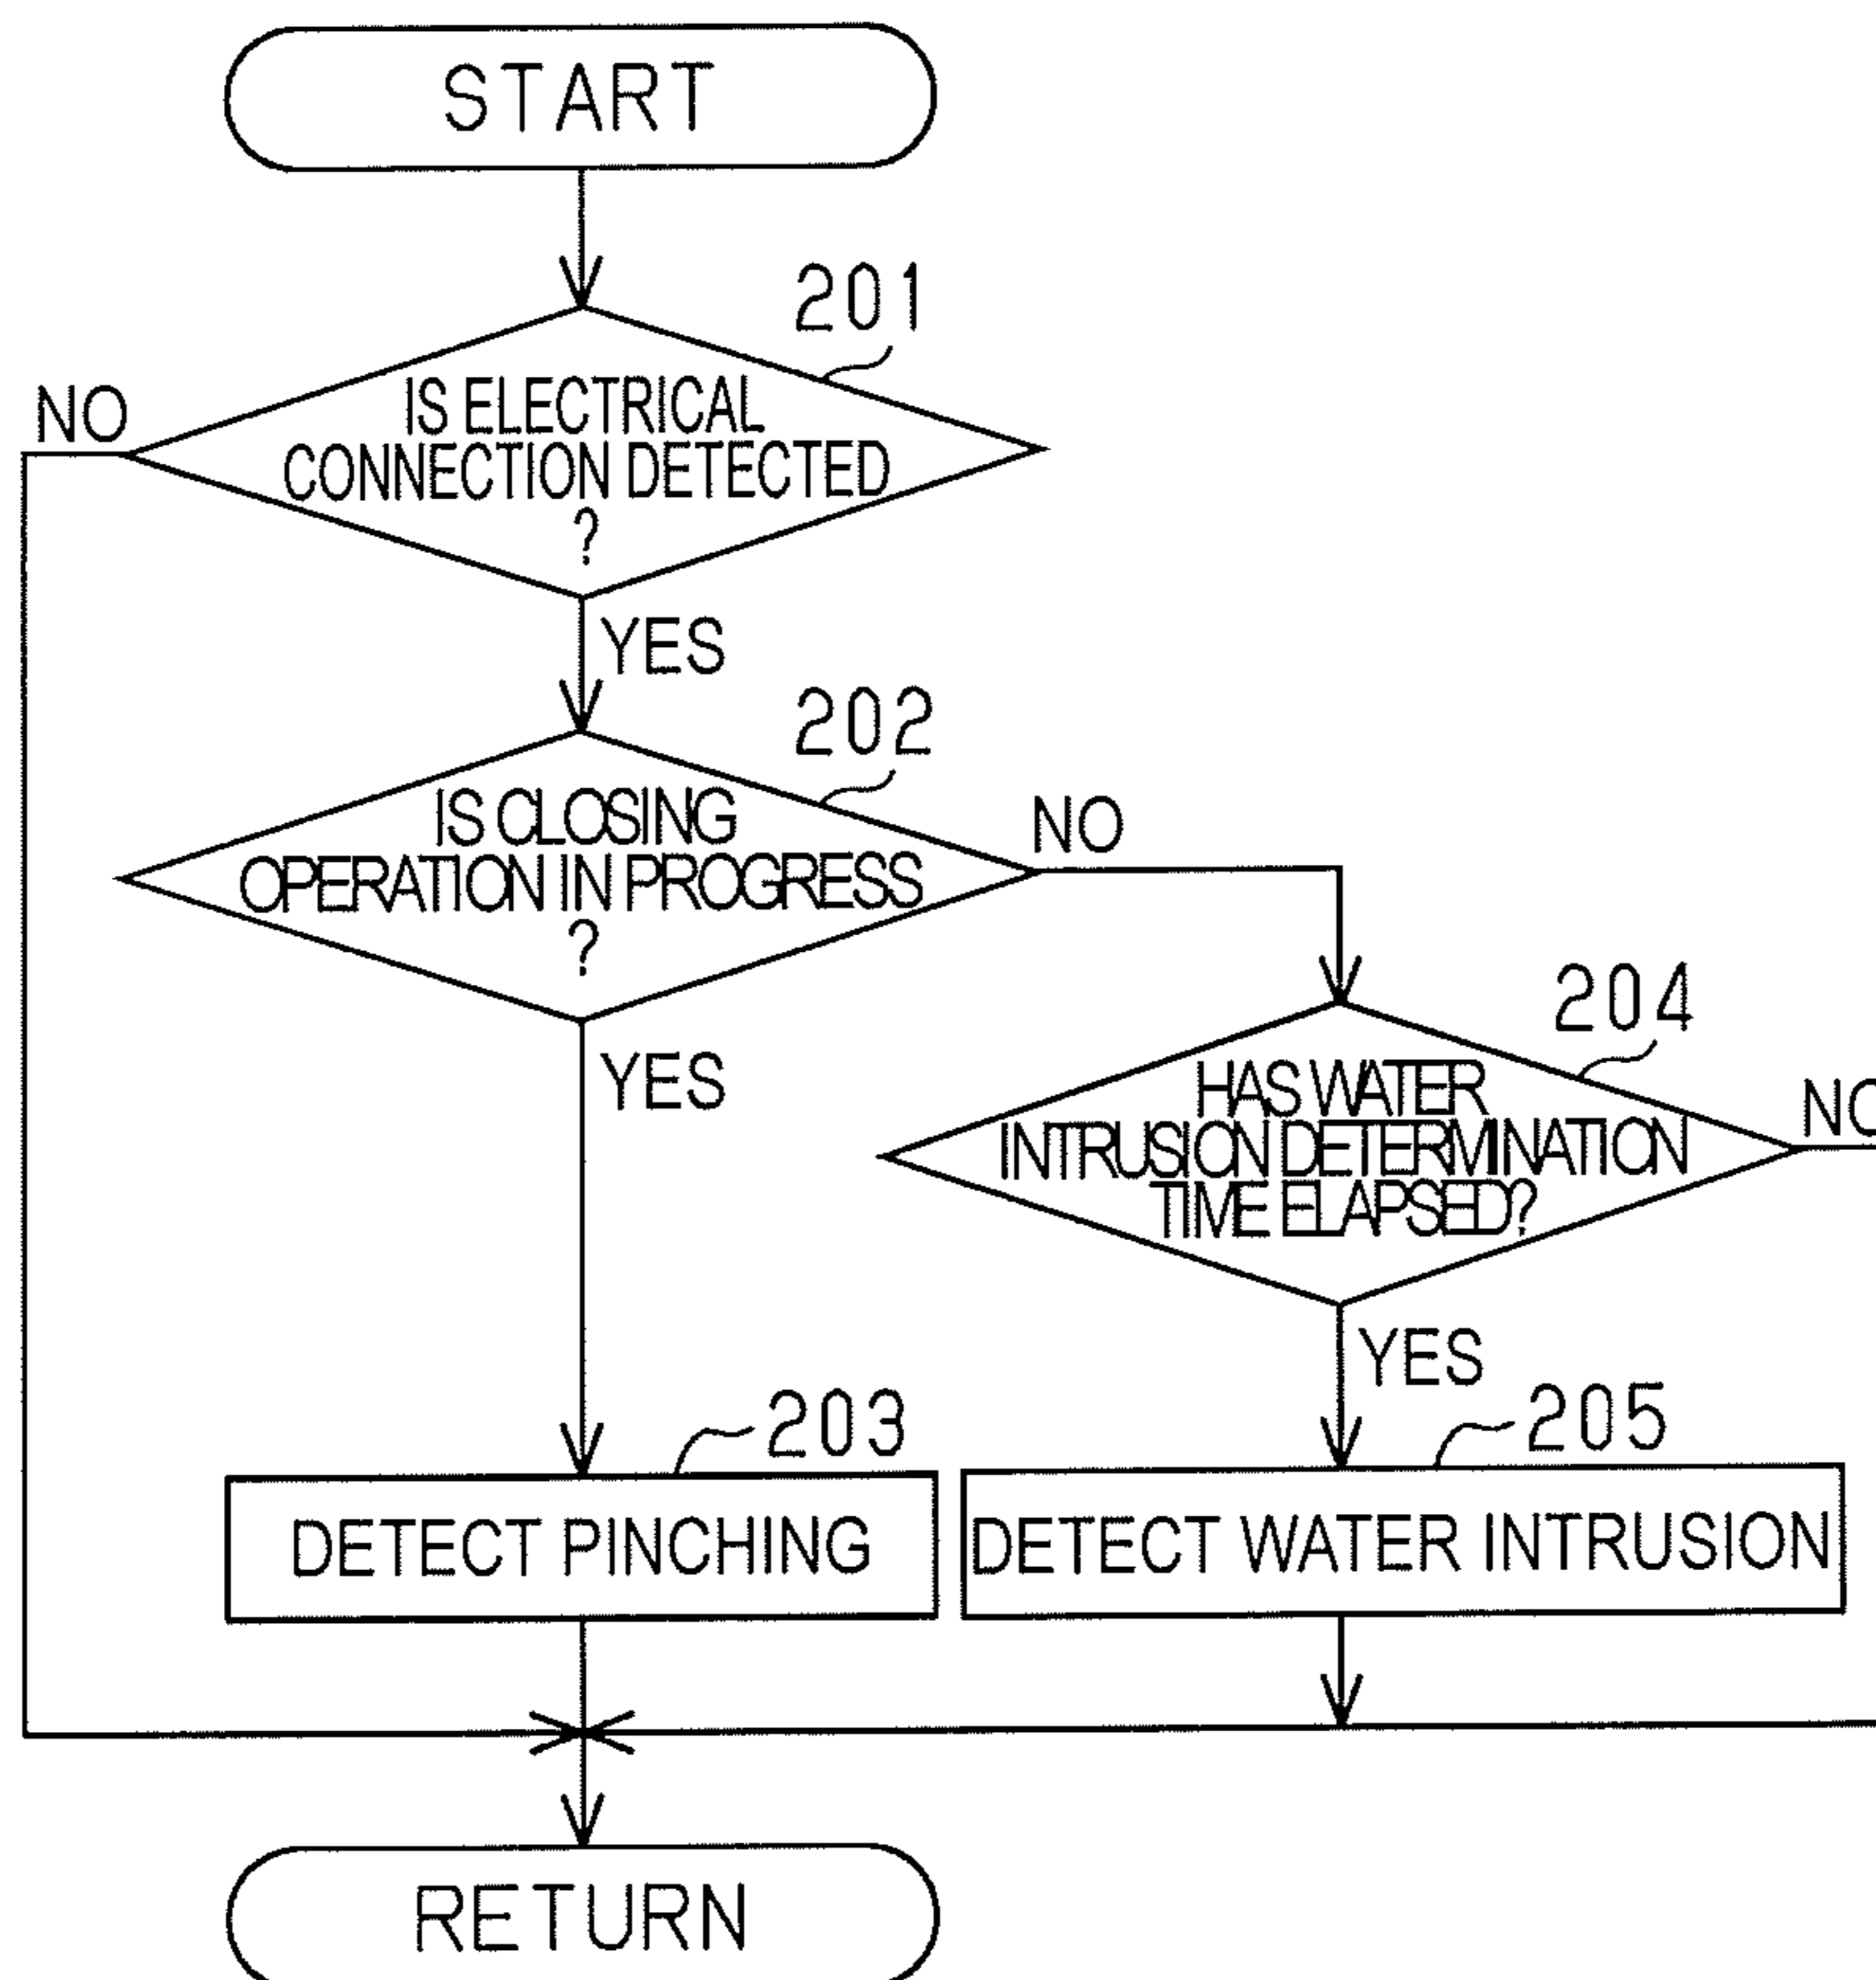 START
201
NO
IS ELECTRICAL
CONNECTION DETECTED
?
YES
202
IS CLOSING
OPERATION IN PROGRESS
?
NO
YES
204
HAS WATER
INTRUSION DETERMINATION
TIME ELAPSED?
NO
YES
203
205
DETECT PINCHING
DETECT WATER INTRUSION
RETURN